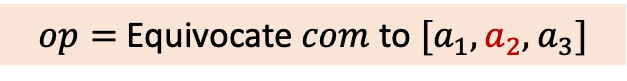 op = Equivocate com to [a₁, a₂, a₃]